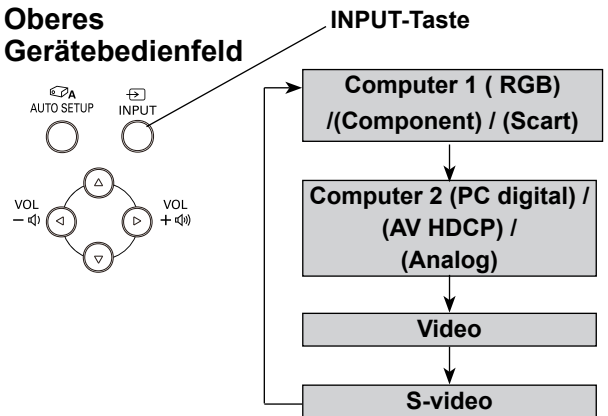 Oberes
Gerätebedienfeld
INPUT-Taste
A
AUTO SETUP
INPUT
VOL
−
VOL
+
Computer 1 ( RGB)
/(Component) / (Scart)
Computer 2 (PC digital) /
(AV HDCP) /
(Analog)
Video
S-video